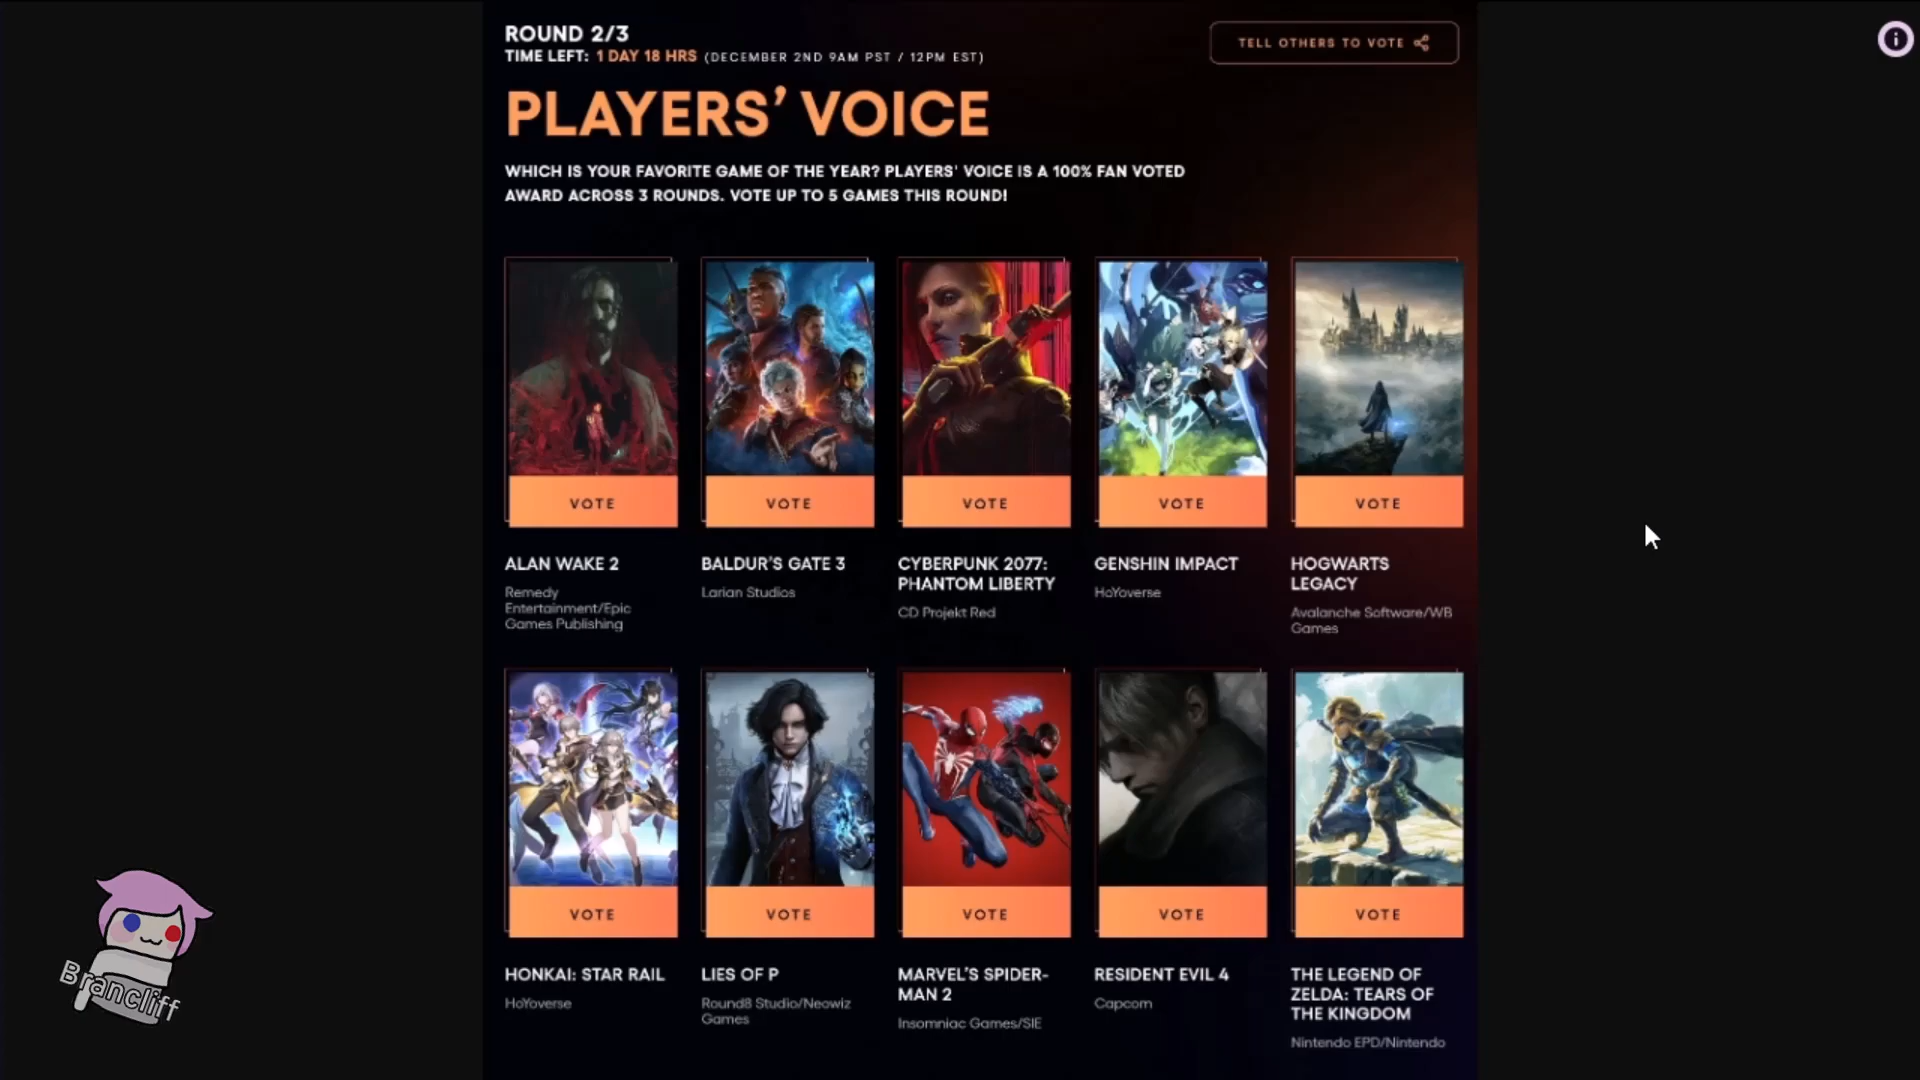 ROUND 2/3
TIME LEFT: 1 DAY 18 HRS (DECEMBER 2ND 9AM PST / 12PM EST)
TELL OTHERS TO VOTE
PLAYERS' VOICE
WHICH IS YOUR FAVORITE GAME OF THE YEAR? PLAYERS' VOICE IS A 100% FAN VOTED
AWARD ACROSS 3 ROUNDS. VOTE UP TO 5 GAMES THIS ROUND!
VOTE
VOTE
VOTE
VOTE
VOTE
ALAN WAKE 2
Remedy
Entertainment/Epic
Games Publishing
BALDUR'S GATE 3
Larian Studios
CYBERPUNK 2077:
PHANTOM LIBERTY
CD Projekt Red
GENSHIN IMPACT
HoYoverse
HOGWARTS
LEGACY
Avalanche Software/WB
Games
VOTE
VOTE
VOTE
VOTE
VOTE
HONKAI: STAR RAIL
HoYoverse
LIES OF P
Round8 Studio/Neowiz
Games
MARVEL'S SPIDER-
MAN 2
Insomniac Games/SIE
RESIDENT EVIL 4
Capcom
THE LEGEND OF
ZELDA: TEARS OF
THE KINGDOM
Nintendo EPD/Nintendo
Brancliff